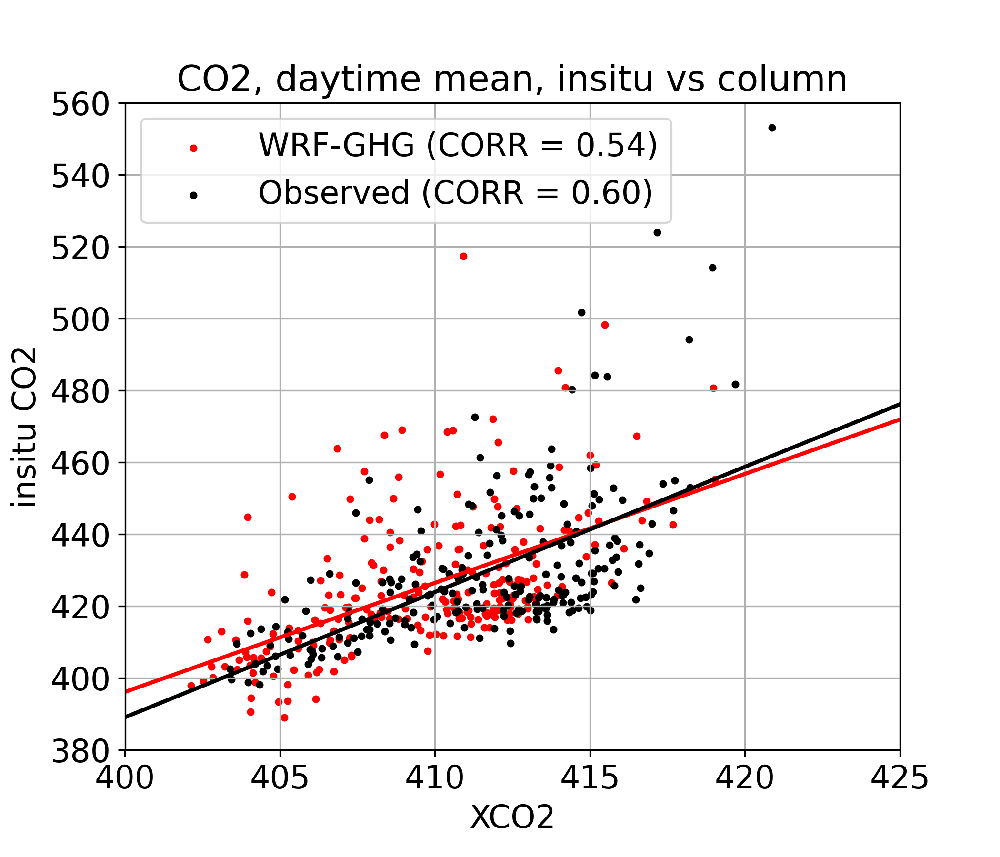 CO2, daytime mean, insitu vs column
560
540
520
500
480
460
440
420
400
380
insitu CO2
WRF-GHG (CORR = 0.54)
Observed (CORR = 0.60)
400 405 410 415 420 425
XCO2